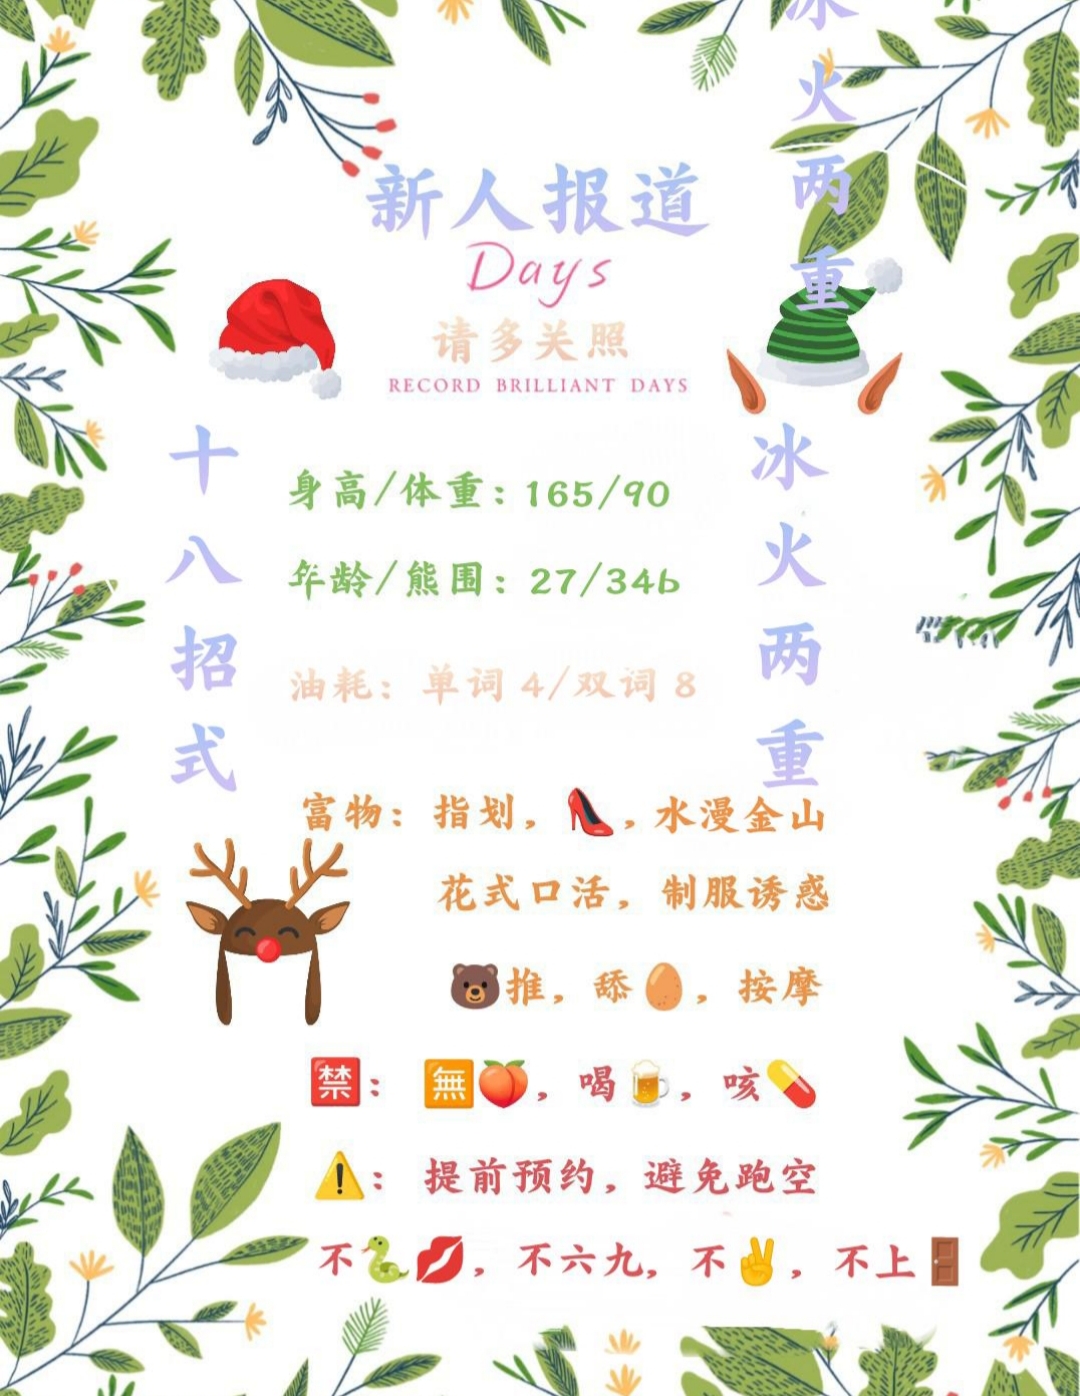 冰火两重
新人报道
Days
请多关照
RECORD BRILLIANT DAYS
十八招式
冰火两重
身高/体重：165/90
年龄/熊围：27/34b
油耗：单词 4/双词 8
富物：指划，👠，水漫金山
花式口活，制服诱惑
🐻推，舔🥚，按摩
🈲：🈚🍑，喝🍺，咳💊
⚠️：提前预约，避免跑空
不🐍💋，不六九，不✌️，不上🚪